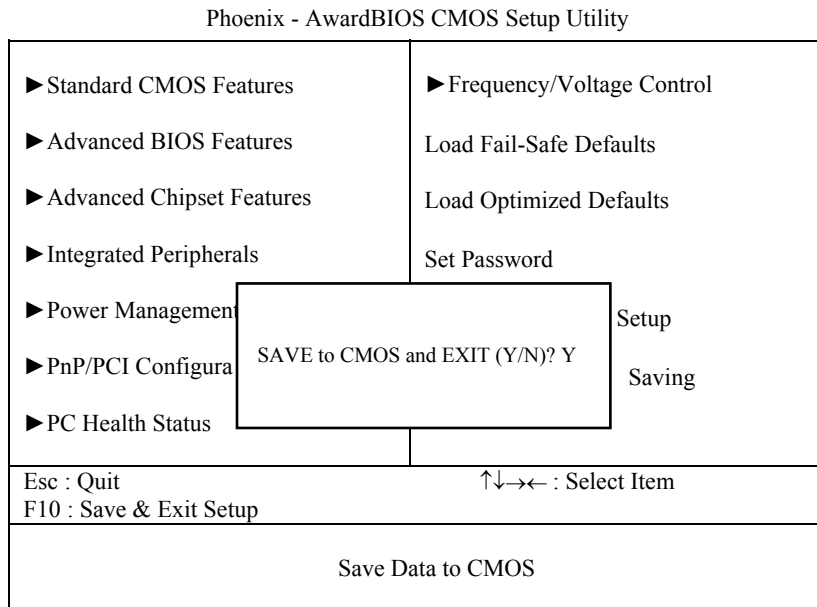 Phoenix - AwardBIOS CMOS Setup Utility
►Standard CMOS Features
►Advanced BIOS Features
►Advanced Chipset Features
►Integrated Peripherals
►Power Management
►PnP/PCI Configura
►PC Health Status
►Frequency/Voltage Control
Load Fail-Safe Defaults
Load Optimized Defaults
Set Password
Setup
Saving
SAVE to CMOS and EXIT (Y/N)? Y
Esc : Quit
↑↓→← : Select Item
F10 : Save & Exit Setup
Save Data to CMOS